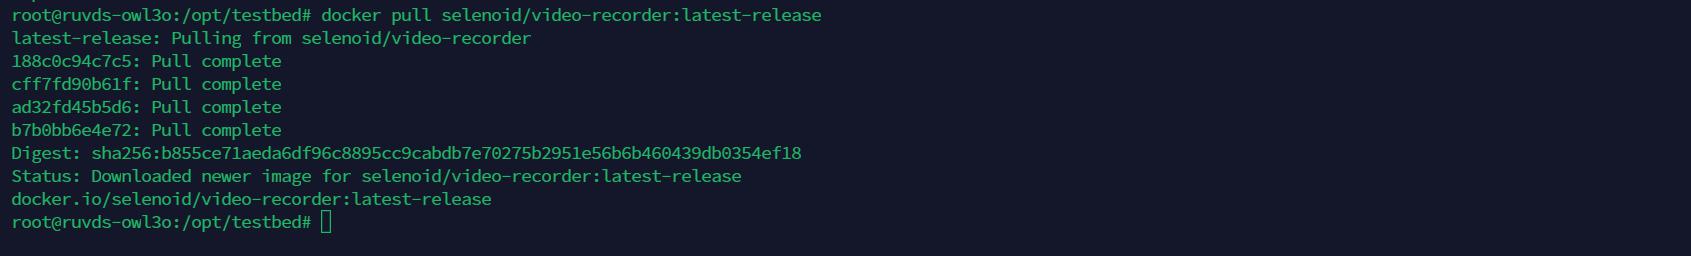 root@ruvds-owl3o:/opt/testbed# docker pull selenoid/video-recorder:latest-release
latest-release: Pulling from selenoid/video-recorder
188c0c94c7c5: Pull complete
cff7fd90b61f: Pull complete
ad32fd45b5d6: Pull complete
b7b0bb6e4e72: Pull complete
Digest: sha256:b855ce71aeda6df96c8895cc9cabdb7e70275b2951e56b6b460439db0354ef18
Status: Downloaded newer image for selenoid/video-recorder:latest-release
docker.io/selenoid/video-recorder:latest-release
root@ruvds-owl3o:/opt/testbed#